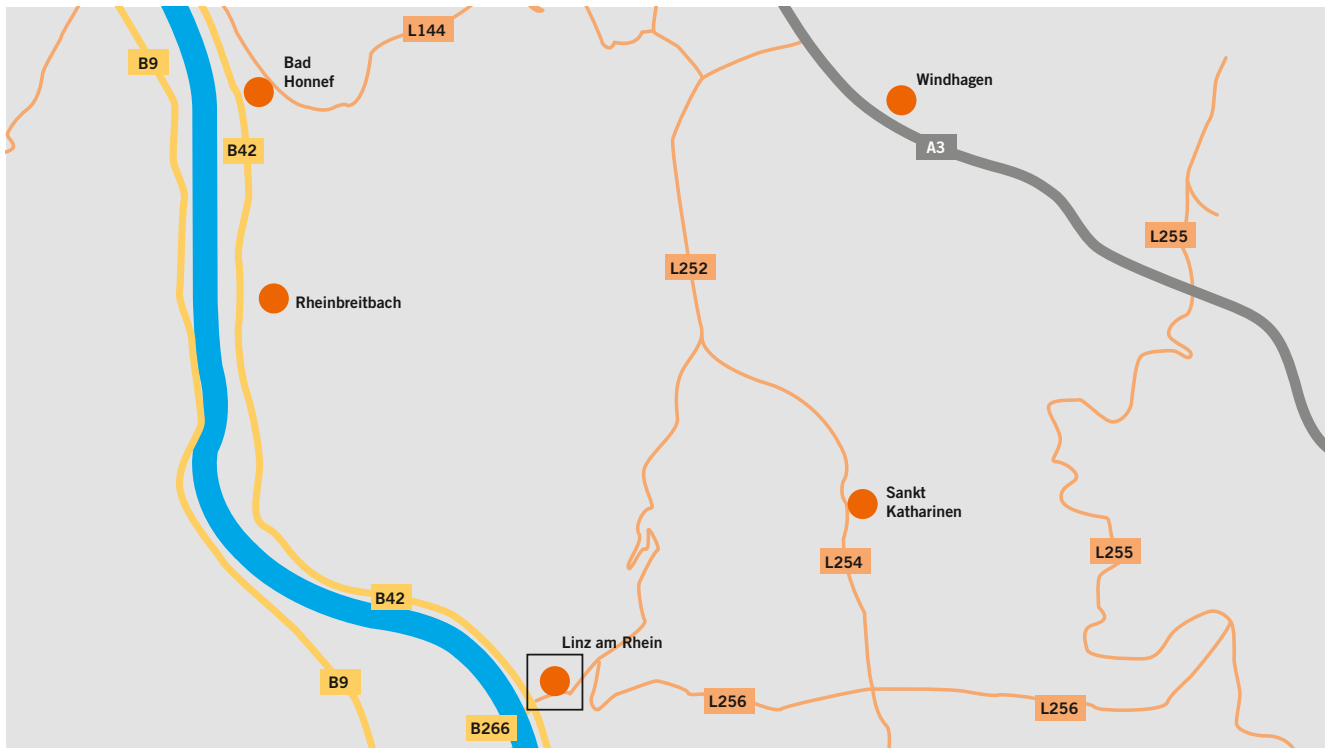 L144
B9
Bad
Honnef
Windhagen
B42
A3
L255
L252
Rheinbreitbach
Sankt
Katharinen
L255
L254
B42
Linz am Rhein
B9
L256
L256
B266